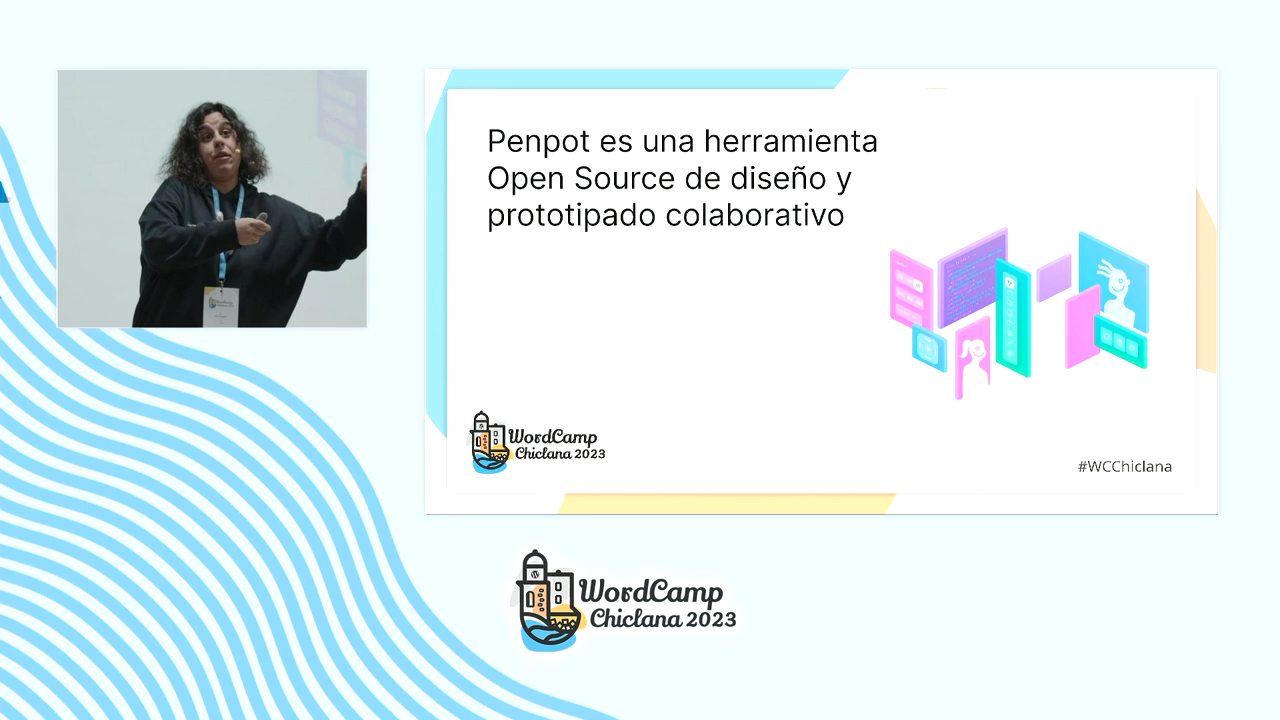 Penpot es una herramienta
Open Source de diseño y
prototipado colaborativo
WordCamp
Chiclana 2023
#WCChiclana
WordCamp
Chiclana 2023